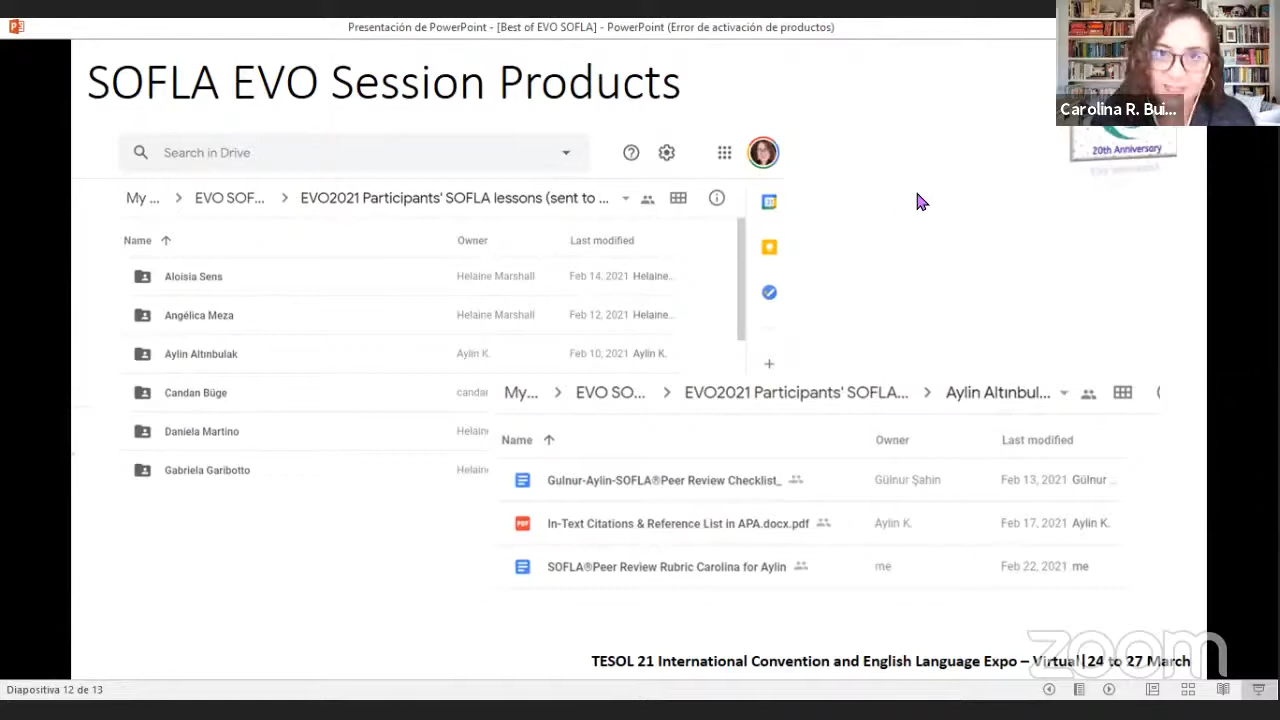 Presentación de PowerPoint - [Best of EVO SOFLA] - PowerPoint (Error de activación de productos)
SOFLA EVO Session Products
Carolina R. Bui...
20th Anniversary
Search in Drive
My ... > EVO SOF... > EVO2021 Participants' SOFLA lessons (sent to ...
Name Owner Last modified
Aloisia Sens Helaine Marshall Feb 14, 2021 Helaine...
Angélica Meza Helaine Marshall Feb 12, 2021 Helaine...
Aylin Altınbulak Aylin K. Feb 10, 2021 Aylin K.
Candan Büge candan
Daniela Martino Helaine
Gabriela Garibotto Helaine
My... > EVO SO... > EVO2021 Participants' SOFLA... > Aylin Altınbul...
Name Owner Last modified
Gulnur-Aylin-SOFLA®Peer Review Checklist_ Gülnur Şahin Feb 13, 2021 Gülnur ...
PDF In-Text Citations & Reference List in APA.docx.pdf Aylin K. Feb 17, 2021 Aylin K.
SOFLA®Peer Review Rubric Carolina for Aylin me Feb 22, 2021 me
zoom
TESOL 21 International Convention and English Language Expo – Virtual|24 to 27 March
Diapositiva 12 de 13